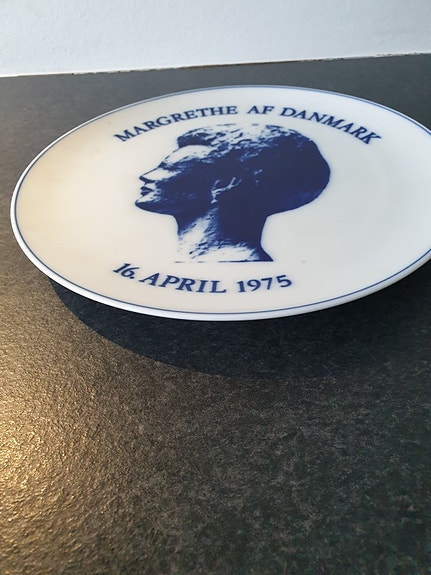 MARGRETHE AF DANMARK
16. APRIL 1975